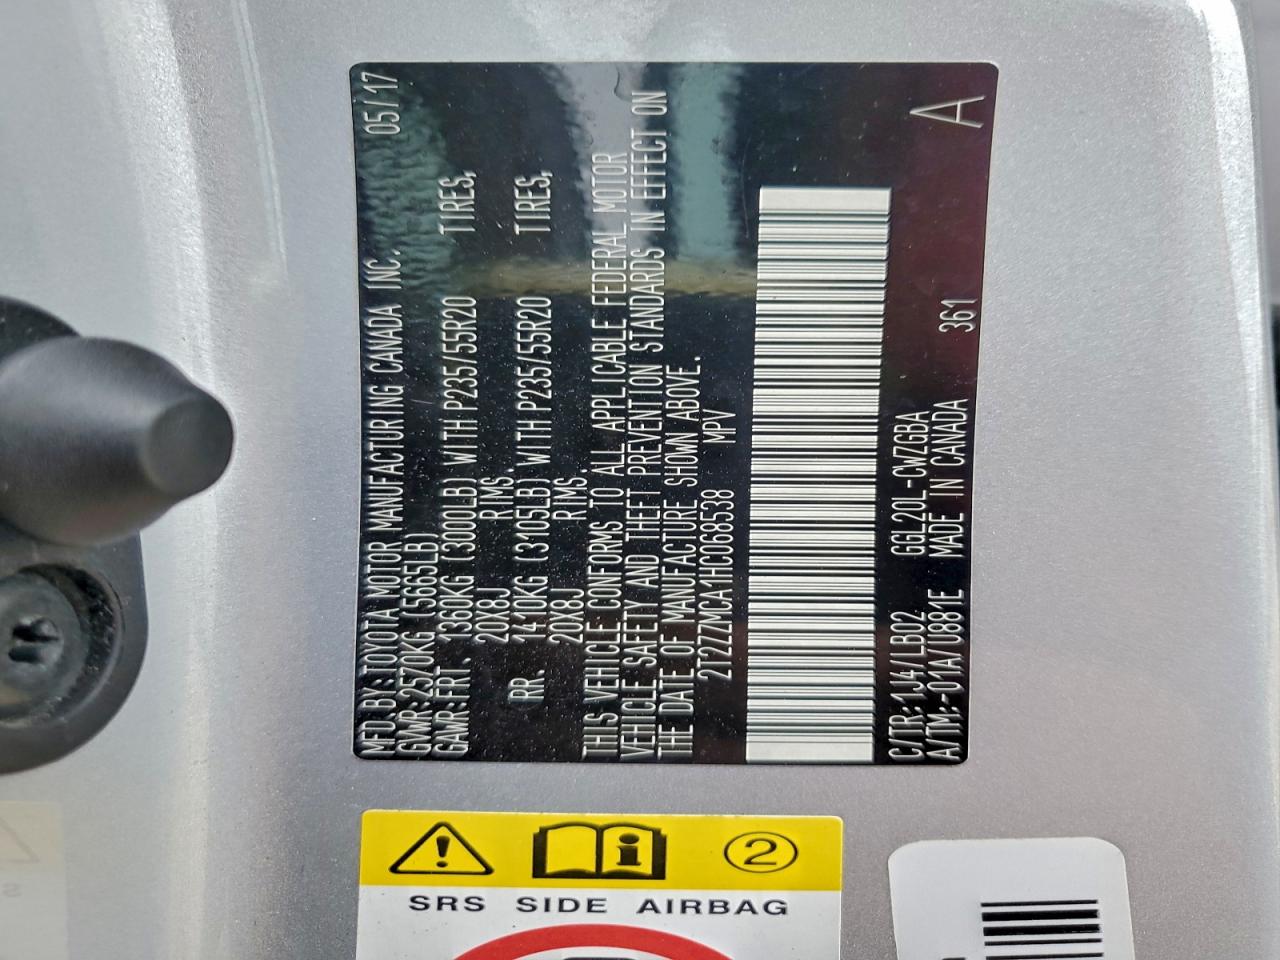 MFD.BY:TOYOTA MOTOR MANUFACTURING CANADA INC. 05/17
GVWR:2570KG (5665LB)
GAWR:FRT. 1360KG (3000LB) WITH P235/55R20 TIRES,
20X8J RIMS.
RR. 1410KG (3105LB) WITH P235/55R20 TIRES,
20X8J RIMS.
THIS VEHICLE CONFORMS TO ALL APPLICABLE FEDERAL MOTOR
VEHICLE SAFETY AND THEFT PREVENTION STANDARDS IN EFFECT ON
THE DATE OF MANUFACTURE SHOWN ABOVE.
2T2ZZMCA1HC068538 MPV
C/TR:1J4/LB02 GGL20L-CWZGBA
A/TM:-01A/U881E MADE IN CANADA 361 A
2
SRS SIDE AIRBAG